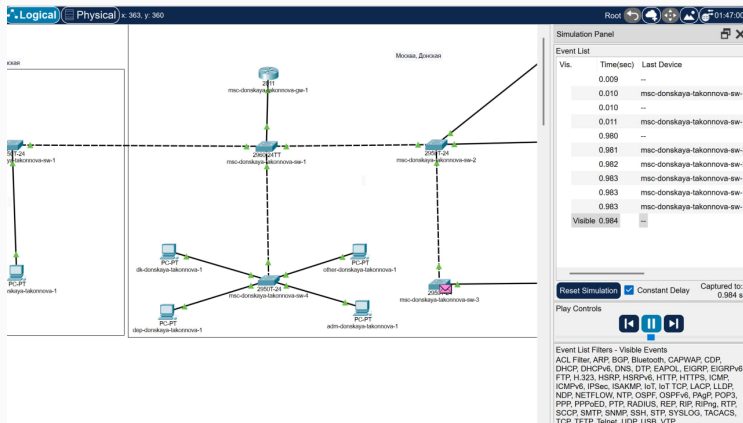 Logical
Physical
x: 363, y: 360
Root
01:47:00
Москва, Донская
2811
msc-donskaya-takonnova-gw-1
2960-24TT
msc-donskaya-takonnova-sw-1
2950T-24
msc-donskaya-takonnova-sw-2
PC-PT
dk-donskaya-takonnova-1
PC-PT
other-donskaya-takonnova-1
2950T-24
msc-donskaya-takonnova-sw-4
msc-donskaya-takonnova-sw-3
PC-PT
dep-donskaya-takonnova-1
PC-PT
adm-donskaya-takonnova-1
PC-PT
Simulation Panel
Event List
Vis. Time(sec) Last Device
0.009 --
0.010 msc-donskaya-takonnova-sw-
0.010 --
0.011 msc-donskaya-takonnova-sw-
0.980 --
0.981 msc-donskaya-takonnova-sw-
0.982 msc-donskaya-takonnova-sw-
0.983 msc-donskaya-takonnova-sw-
0.983 msc-donskaya-takonnova-sw-
0.983 msc-donskaya-takonnova-sw-
Visible 0.984 --
Reset Simulation
Constant Delay
Captured to:
0.984 s
Play Controls
Event List Filters - Visible Events
ACL Filter, ARP, BGP, Bluetooth, CAPWAP, CDP,
DHCP, DHCPv6, DNS, DTP, EAPOL, EIGRP, EIGRPv6
FTP, H.323, HSRP, HSRPv6, HTTP, HTTPS, ICMP,
ICMPv6, IPSec, ISAKMP, IoT, IoT TCP, LACP, LLDP,
NDP, NETFLOW, NTP, OSPF, OSPFv6, PAgP, POP3,
PPP, PPPoED, PTP, RADIUS, REP, RIP, RIPng, RTP,
SCCP, SMTP, SNMP, SSH, STP, SYSLOG, TACACS,
TCP, TFTP, Telnet, UDP, USB, VTP